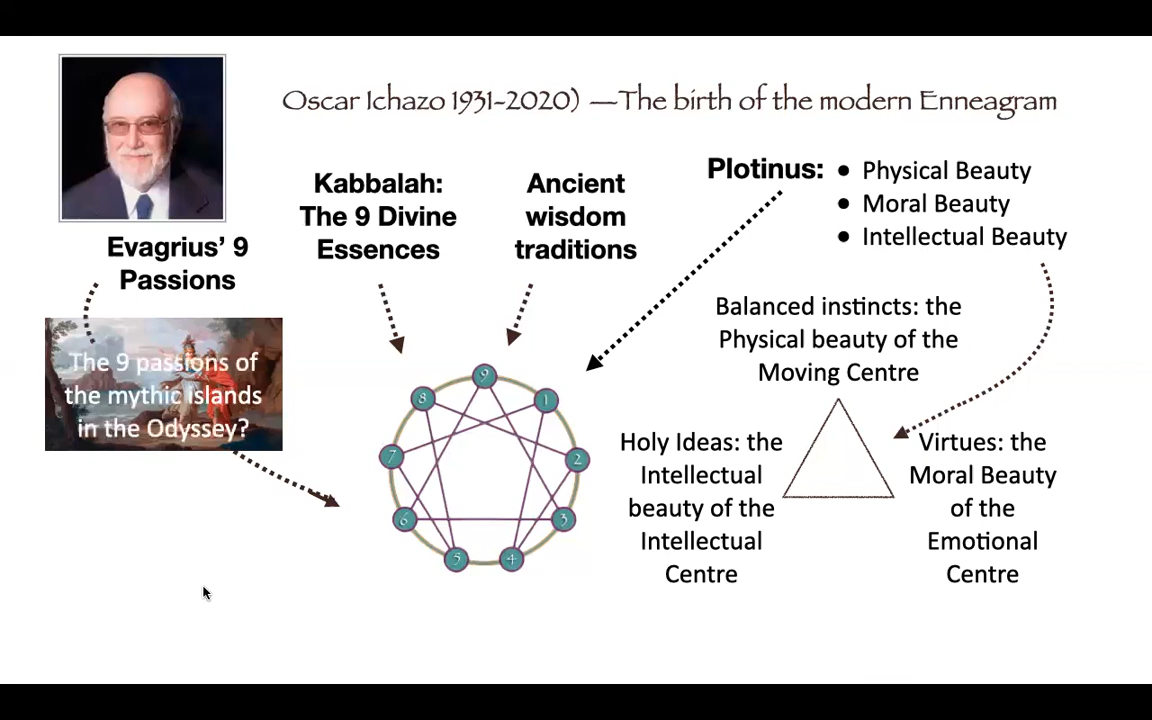 Oscar Ichazo 1931-2020) —The birth of the modern Enneagram
Evagrius’ 9
Passions
The 9 passions of
the mythic islands
in the Odyssey?
Kabbalah:
The 9 Divine
Essences
Ancient
wisdom
traditions
Plotinus:
• Physical Beauty
• Moral Beauty
• Intellectual Beauty
9
8
1
7
2
6
3
5
4
Balanced instincts: the
Physical beauty of the
Moving Centre
Holy Ideas: the
Intellectual
beauty of the
Intellectual
Centre
Virtues: the
Moral Beauty
of the
Emotional
Centre